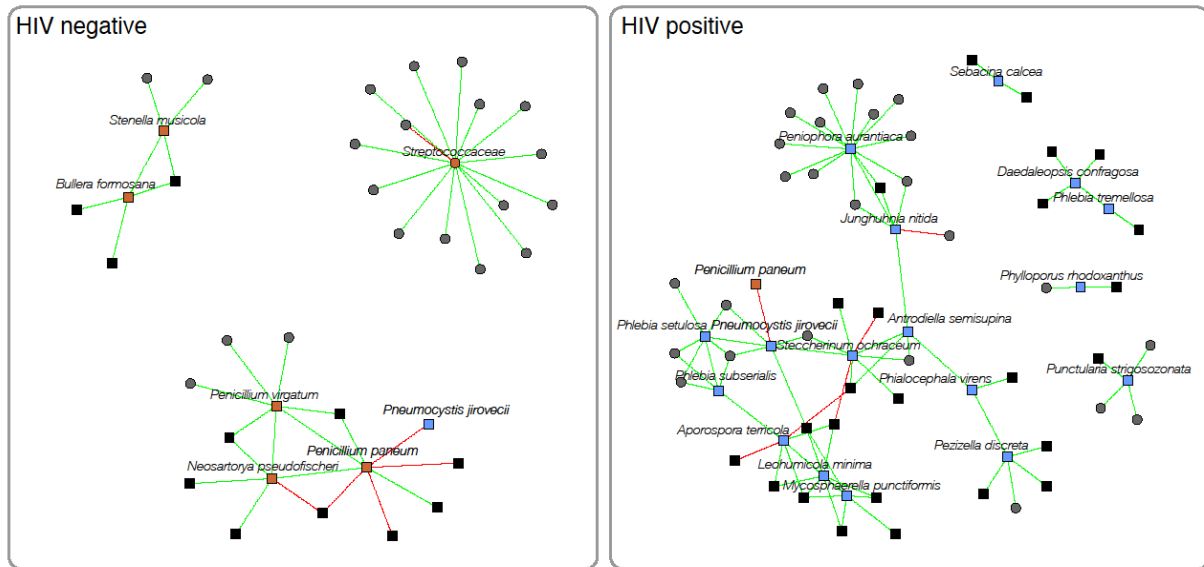 HIV negative
Stenella musicola
Bullera formosana
Streptococcaceae
Penicillium virgatum
Pneumocystis jirovecii
Neosartorya pseudofischeri
Penicillium paneum
HIV positive
Sebacina calcea
Peniophora aurantiaca
Daedaleopsis confragosa
Phlebia tremellosa
Junghuhnia nitida
Penicillium paneum
Phylloporus rhodoxanthus
Phlebia setulosa
Pneumocystis jirovecii
Antrodiella semisupina
Steccherinum ochraceum
Phlebia subserialis
Phialocephala virens
Punctularia strigosozonata
Aporospora terricola
Pezizella discreta
Leohumicola minima
Mycosphaerella punctiformis